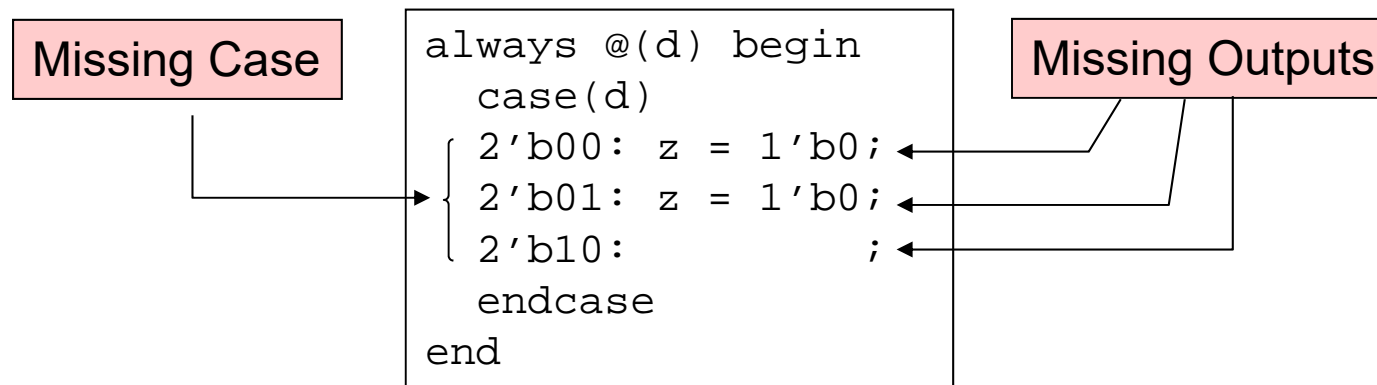 Missing Case
always @(d) begin
case(d)
2’b00: z = 1’b0;
2’b01: z = 1’b0;
2’b10:          ;
endcase
end
Missing Outputs